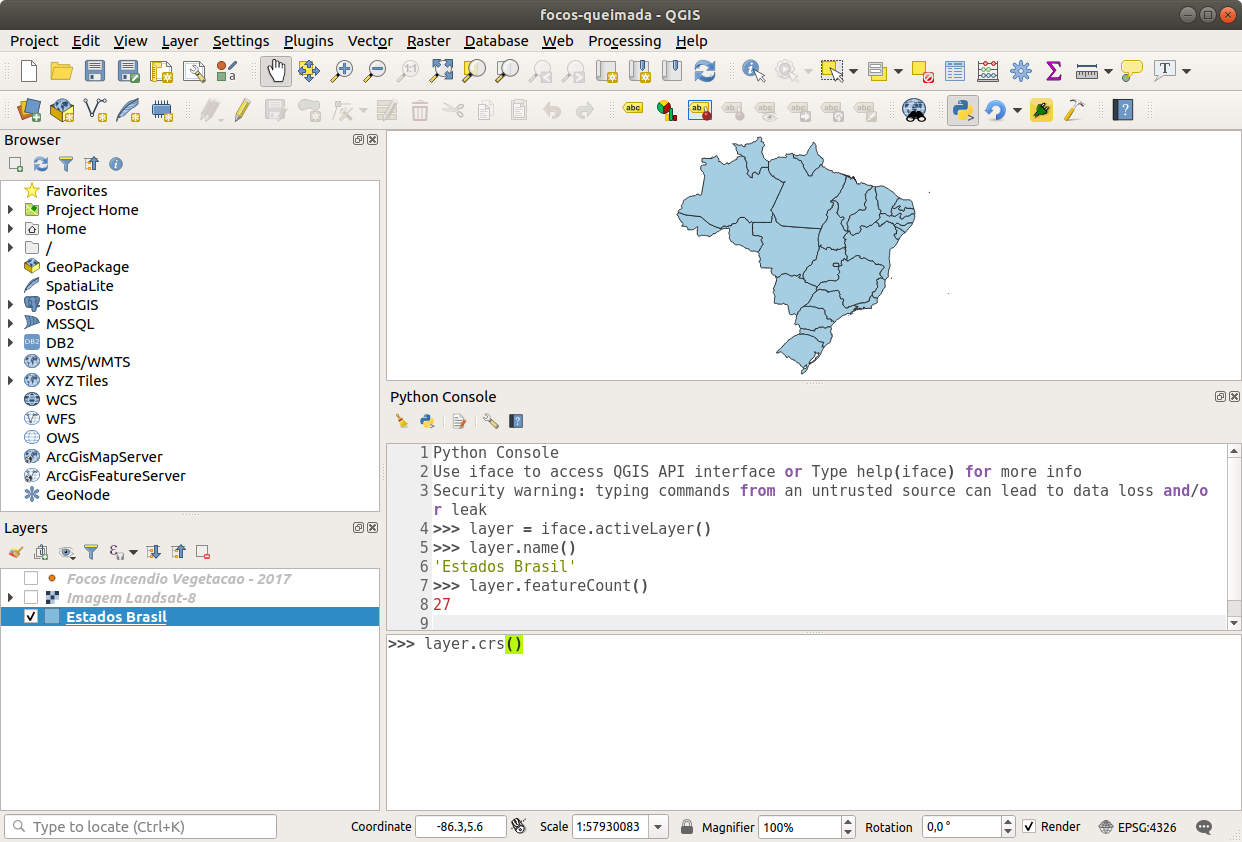 focos-queimada - QGIS
Project Edit View Layer Settings Plugins Vector Raster Database Web Processing Help
Browser
Favorites
Project Home
Home
/
GeoPackage
SpatiaLite
PostGIS
MSSQL
DB2 DB2
WMS/WMTS
XYZ Tiles
WCS
WFS
OWS
ArcGisMapServer
ArcGisFeatureServer
GeoNode
Layers
Focos Incendio Vegetacao - 2017
Imagem Landsat-8
Estados Brasil
Python Console
1 Python Console
2 Use iface to access QGIS API interface or Type help(iface) for more info
3 Security warning: typing commands from an untrusted source can lead to data loss and/o
r leak
4 >>> layer = iface.activeLayer()
5 >>> layer.name()
6 'Estados Brasil'
7 >>> layer.featureCount()
8 27
9
>>> layer.crs()
Type to locate (Ctrl+K) Coordinate -86.3,5.6 Scale 1:57930083 Magnifier 100% Rotation 0,0 ° Render EPSG:4326